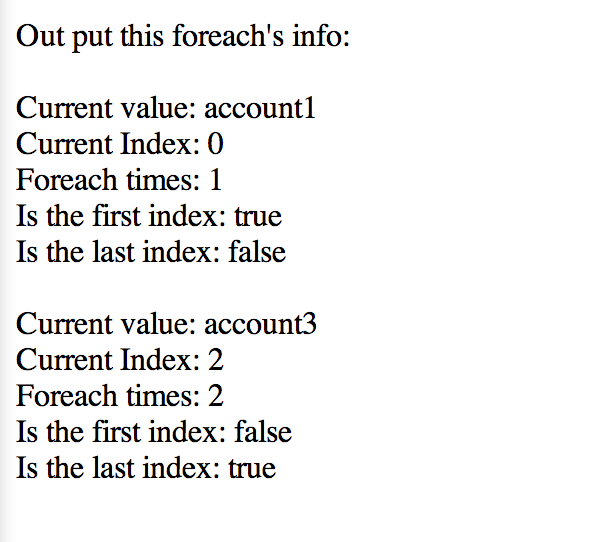 Out put this foreach's info:
Current value: account1
Current Index: 0
Foreach times: 1
Is the first index: true
Is the last index: false
Current value: account3
Current Index: 2
Foreach times: 2
Is the first index: false
Is the last index: true